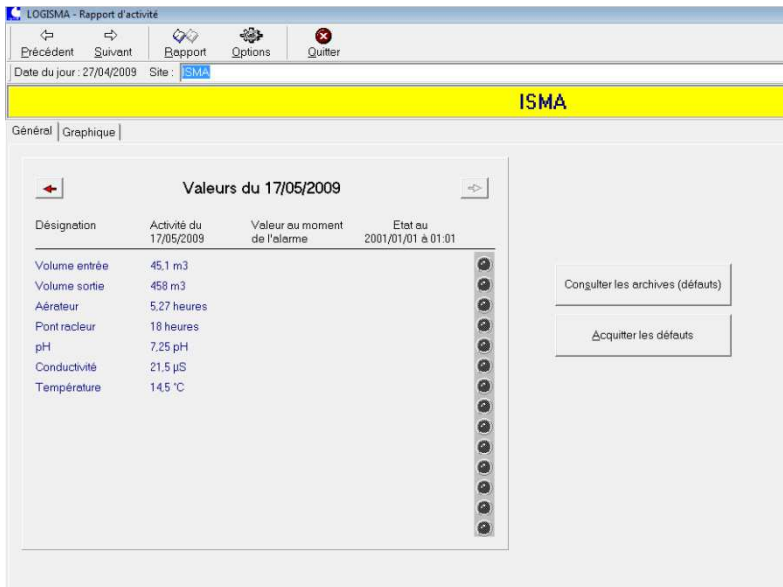 LOGISMA - Rapport d'activité
Précédent Suivant Rapport Options Quitter
Date du jour : 27/04/2009 Site : ISMA
ISMA
Général Graphique
Valeurs du 17/05/2009
Désignation Activité du 17/05/2009 Valeur au moment de l'alarme Etat au 2001/01/01 à 01:01
Volume entrée 45,1 m3
Volume sortie 458 m3
Aérateur 5,27 heures
Pont racleur 18 heures
pH 7,25 pH
Conductivité 21,5 µS
Température 14,5 °C
Consulter les archives (défauts)
Acquitter les défauts